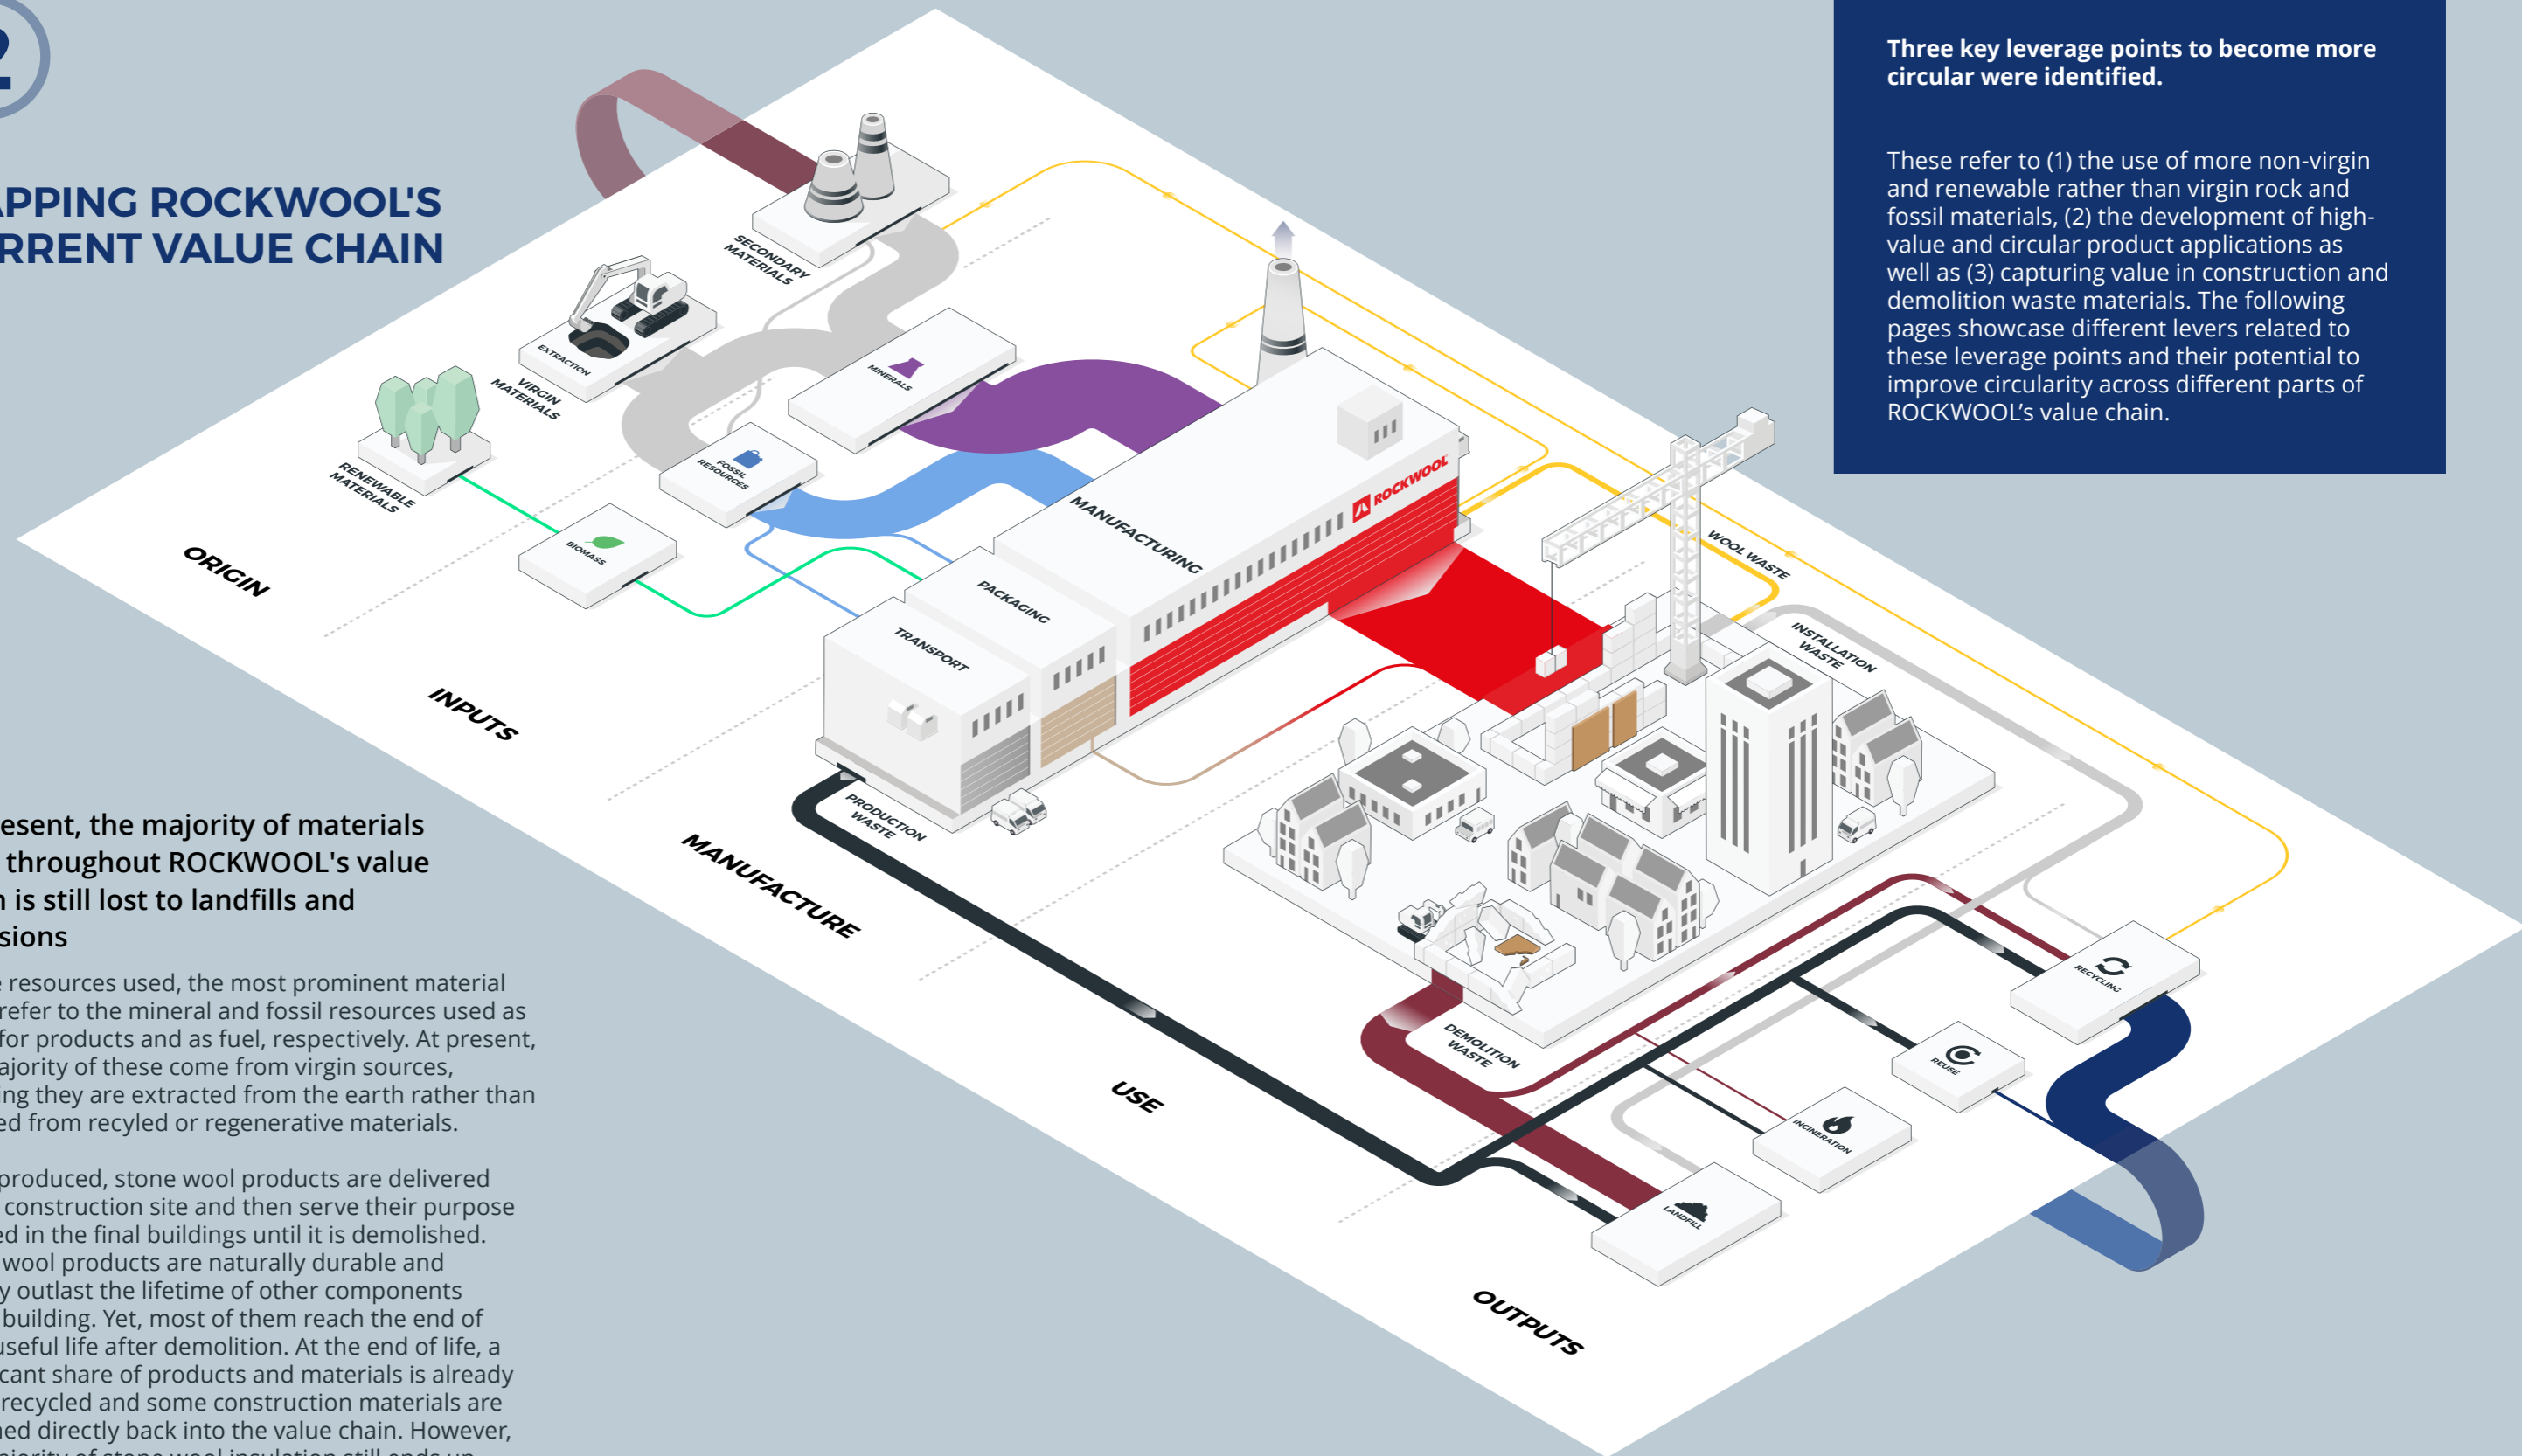 2
APPING ROCKWOOL'S
RRENT VALUE CHAIN
Three key leverage points to become more
circular were identified.
These refer to (1) the use of more non-virgin
and renewable rather than virgin rock and
fossil materials, (2) the development of high-
value and circular product applications as
well as (3) capturing value in construction and
demolition waste materials. The following
pages showcase different levers related to
these leverage points and their potential to
improve circularity across different parts of
ROCKWOOL’s value chain.
SECONDARY
MATERIALS
EXTRACTION
VIRGIN
MATERIALS
RENEWABLE
MATERIALS
ORIGIN
MINERALS
FOSSIL
RESOURCES
BIOMASS
INPUTS
MANUFACTURING
ROCKWOOL
PACKAGING
TRANSPORT
PRODUCTION
WASTE
MANUFACTURE
WOOL WASTE
INSTALLATION
WASTE
DEMOLITION
WASTE
USE
RECYCLING
REUSE
INCINERATION
LANDFILL
OUTPUTS
esent, the majority of materials
throughout ROCKWOOL's value
n is still lost to landfills and
sions
e resources used, the most prominent material
refer to the mineral and fossil resources used as
for products and as fuel, respectively. At present,
ajority of these come from virgin sources,
ing they are extracted from the earth rather than
ed from recyled or regenerative materials.
produced, stone wool products are delivered
construction site and then serve their purpose
ed in the final buildings until it is demolished.
wool products are naturally durable and
y outlast the lifetime of other components
building. Yet, most of them reach the end of
useful life after demolition. At the end of life, a
cant share of products and materials is already
recycled and some construction materials are
ned directly back into the value chain. However,
ajority of stone wool insulation still ends up